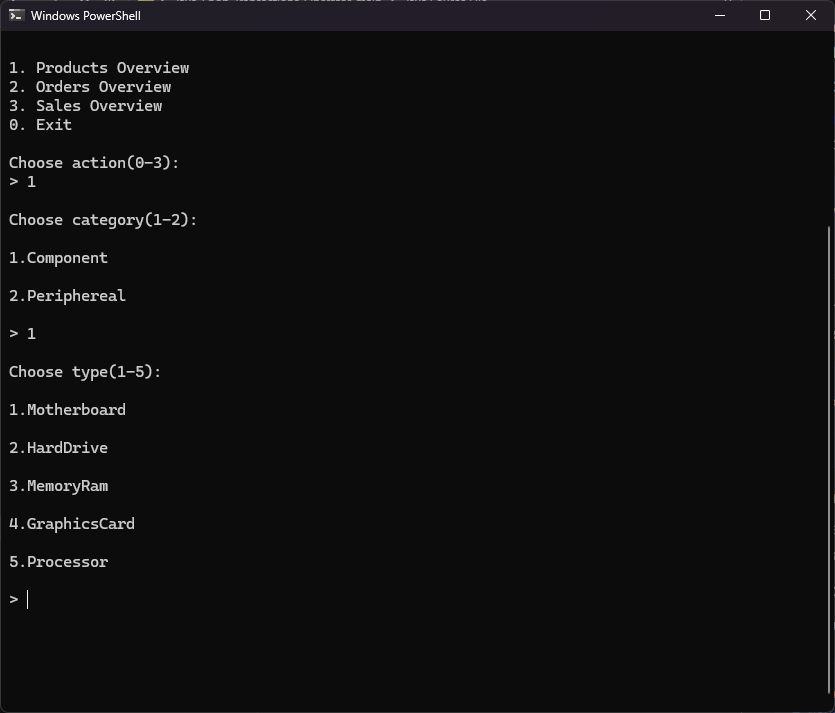 Windows PowerShell
1. Products Overview
2. Orders Overview
3. Sales Overview
0. Exit
Choose action(0-3):
> 1
Choose category(1-2):
1.Component
2.Periphereal
> 1
Choose type(1-5):
1.Motherboard
2.HardDrive
3.MemoryRam
4.GraphicsCard
5.Processor
>